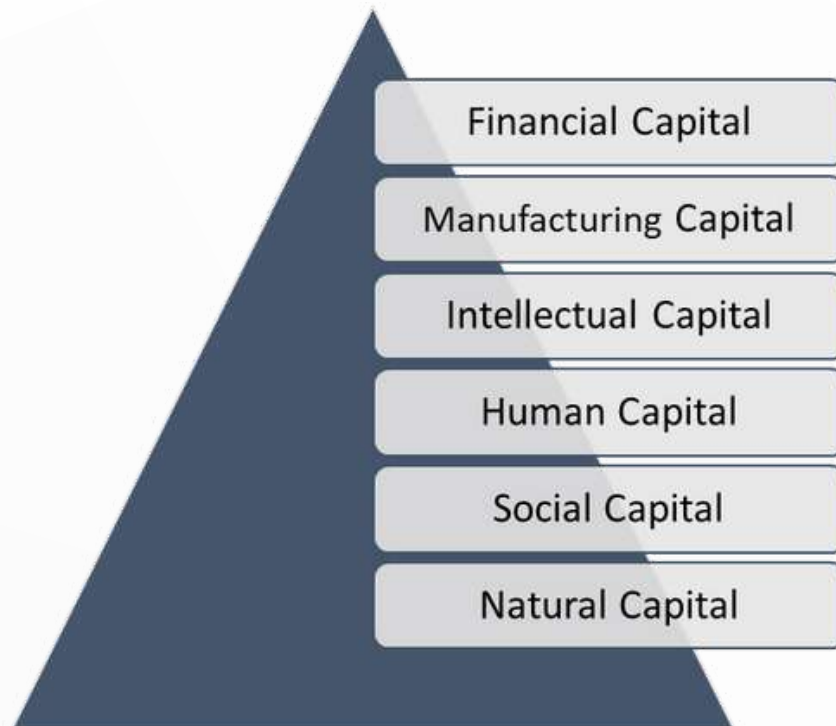 Financial Capital
Manufacturing Capital
Intellectual Capital
Human Capital
Social Capital
Natural Capital